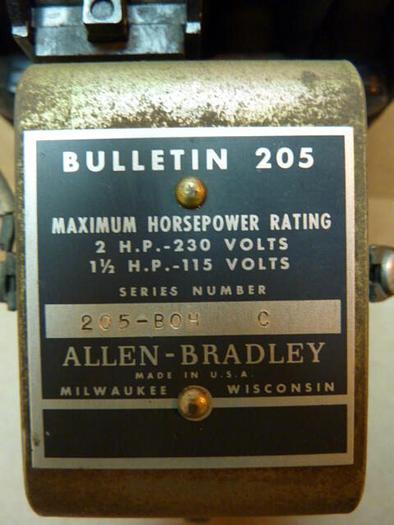 BULLETIN 205
MAXIMUM HORSEPOWER RATING
2 H.P.-230 VOLTS
1½ H.P.-115 VOLTS
SERIES NUMBER
205-BOH C
ALLEN-BRADLEY
MADE IN U.S.A.
MILWAUKEE WISCONSIN